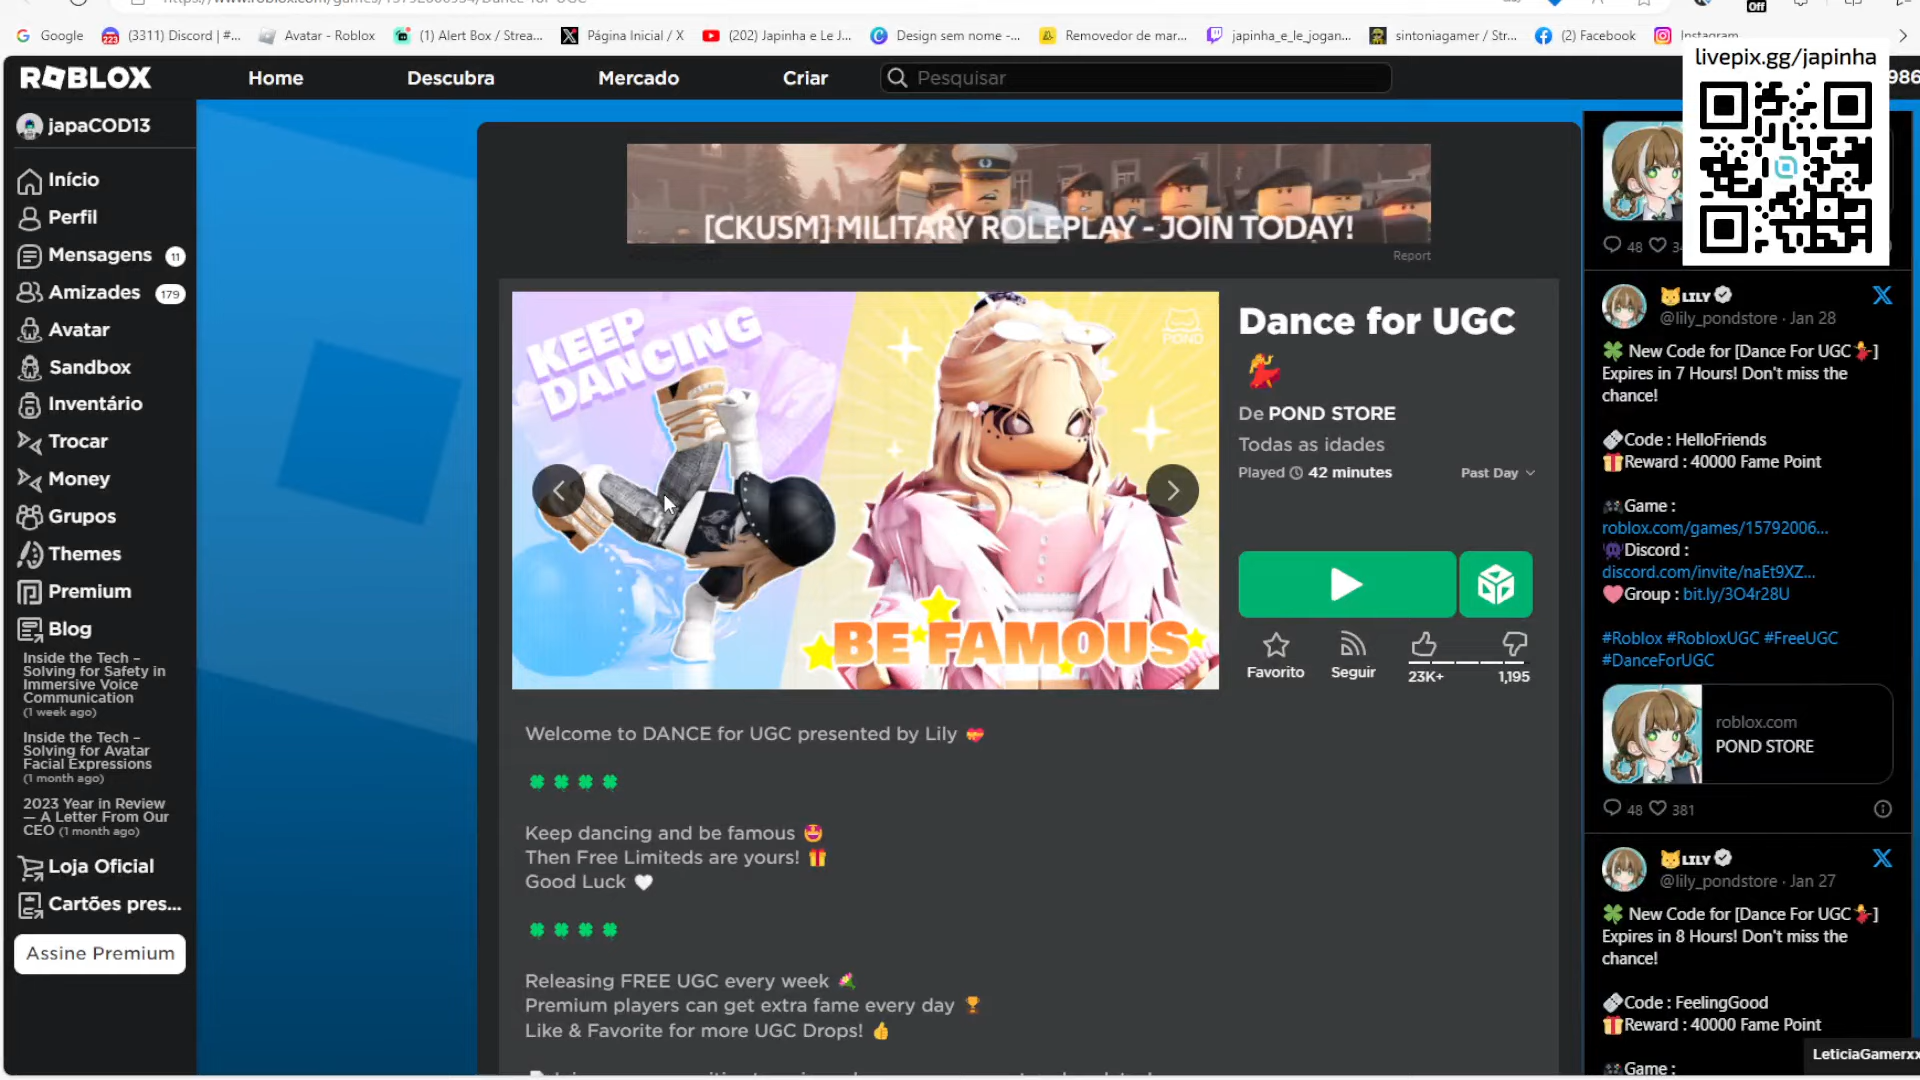 Google
(3311) Discord | #...
Avatar - Roblox
(1) Alert Box / Strea...
Página Inicial / X
(202) Japinha e Le J...
Design sem nome -...
Removedor de mar...
japinha_e_le_jogan...
sintoniagamer / Str...
(2) Facebook
Instagram
livepix.gg/japinha
ROBLOX
Home
Descubra
Mercado
Criar
Pesquisar
986
japaCOD13
Início
Perfil
Mensagens 11
Amizades 179
Avatar
Sandbox
Inventário
Trocar
Money
Grupos
Themes
Premium
Blog
Inside the Tech –
Solving for Safety in
Immersive Voice
Communication
(1 week ago)
Inside the Tech –
Solving for Avatar
Facial Expressions
(1 month ago)
2023 Year in Review
— A Letter From Our
CEO (1 month ago)
Loja Oficial
Cartões pres...
Assine Premium
[CKUSM] MILITARY ROLEPLAY - JOIN TODAY!
Report
KEEP
DANCING
POND
BE FAMOUS
Dance for UGC
💃
De POND STORE
Todas as idades
Played 42 minutes
Past Day
Favorito
Seguir
23K+
1,195
Welcome to DANCE for UGC presented by Lily 💝
🍀 🍀 🍀 🍀
Keep dancing and be famous 🤩
Then Free Limiteds are yours! 🎁
Good Luck 🤍
🍀 🍀 🍀 🍀
Releasing FREE UGC every week 💐
Premium players can get extra fame every day 🏆
Like & Favorite for more UGC Drops! 👍
48
🐱LILY
@lily_pondstore · Jan 28
🍀 New Code for [Dance For UGC💃]
Expires in 7 Hours! Don't miss the
chance!
Code : HelloFriends
🎁Reward : 40000 Fame Point
🎮Game :
roblox.com/games/15792006...
👾Discord :
discord.com/invite/naEt9XZ...
Group : bit.ly/3O4r28U
#Roblox #RobloxUGC #FreeUGC
#DanceForUGC
roblox.com
POND STORE
48 381
🐱LILY
@lily_pondstore · Jan 27
🍀 New Code for [Dance For UGC💃]
Expires in 8 Hours! Don't miss the
chance!
Code : FeelingGood
🎁Reward : 40000 Fame Point
🎮Game :
LeticiaGamerxx